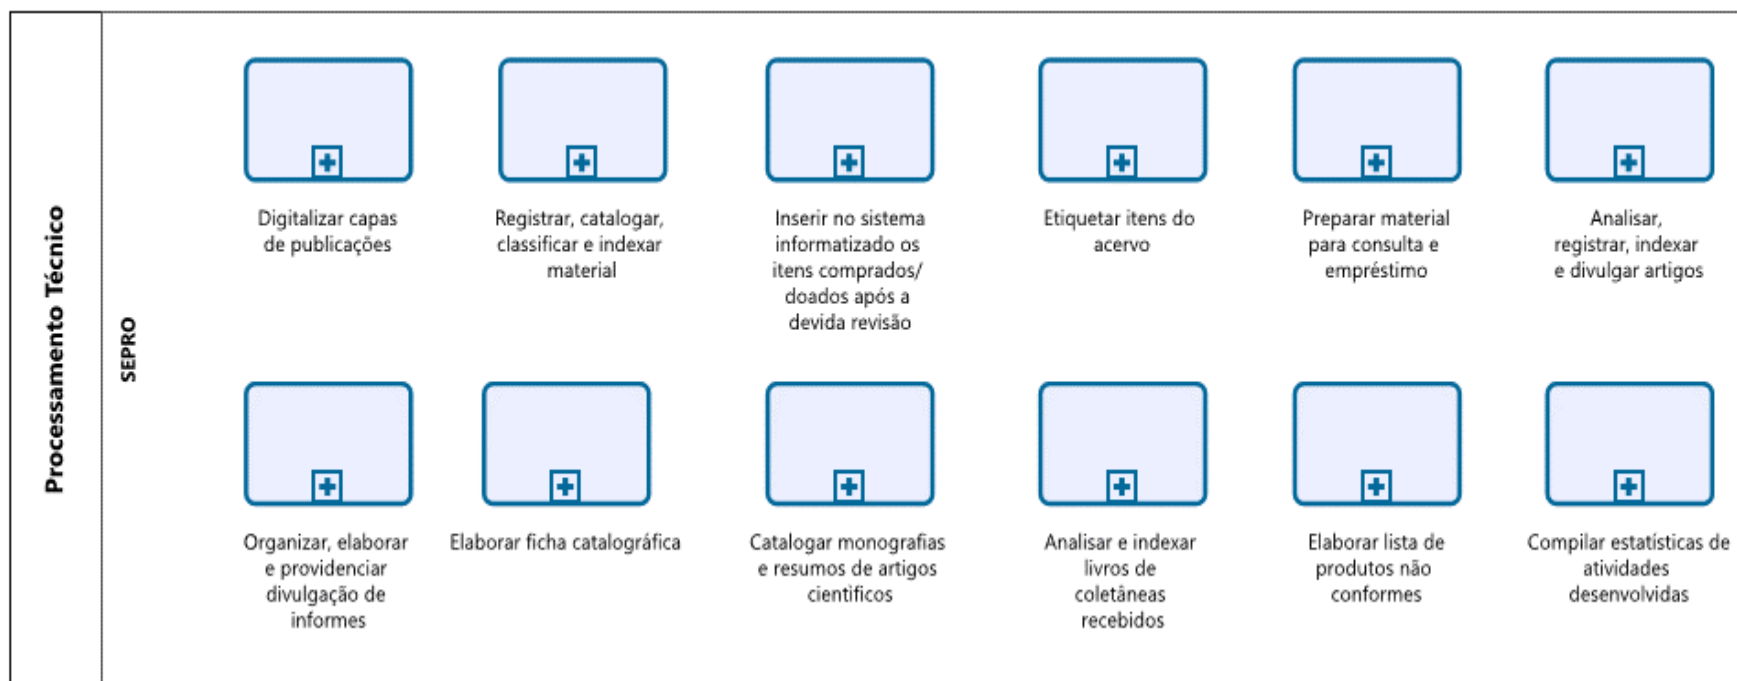 Processamento Técnico
SEPRO
Digitalizar capas
de publicações
Registrar, catalogar,
classificar e indexar
material
Inserir no sistema
informatizado os
itens comprados/
doados após a
devida revisão
Etiquetar itens do
acervo
Preparar material
para consulta e
empréstimo
Analisar,
registrar, indexar
e divulgar artigos
Organizar, elaborar
e providenciar
divulgação de
informes
Elaborar ficha catalográfica
Catalogar monografias
e resumos de artigos
cientificos
Analisar e indexar
livros de
coletâneas
recebidos
Elaborar lista de
produtos não
conformes
Compilar estatísticas de
atividades
desenvolvidas